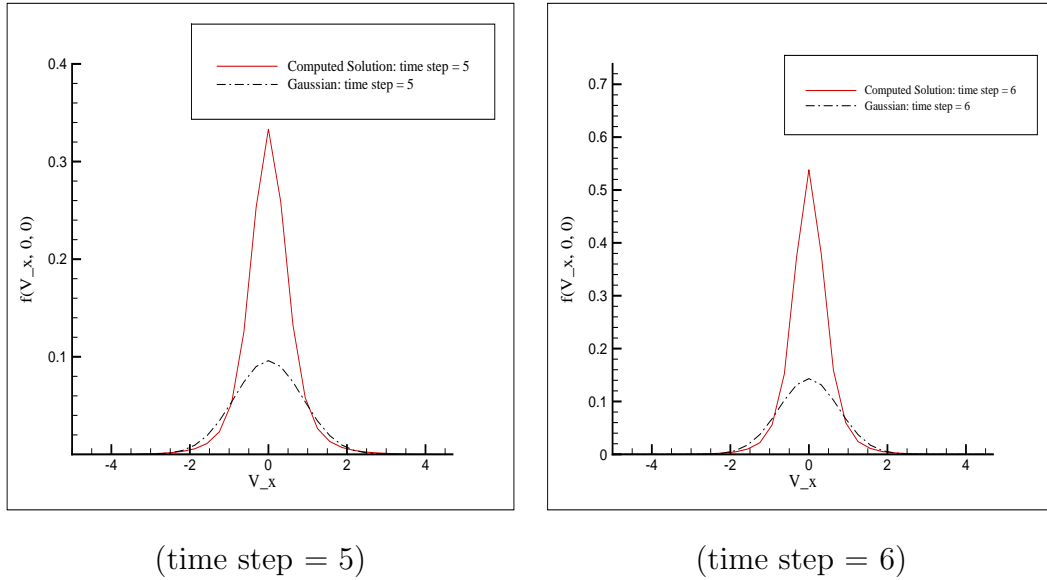 Computed Solution: time step = 5
Gaussian: time step = 5
0.4
0.3
0.2
0.1
f(V_x, 0, 0)
-4
-2
0
2
4
V_x
(time step = 5)
Computed Solution: time step = 6
Gaussian: time step = 6
0.7
0.6
0.5
0.4
0.3
0.2
0.1
0
f(V_x, 0, 0)
-4
-2
0
2
4
V_x
(time step = 6)